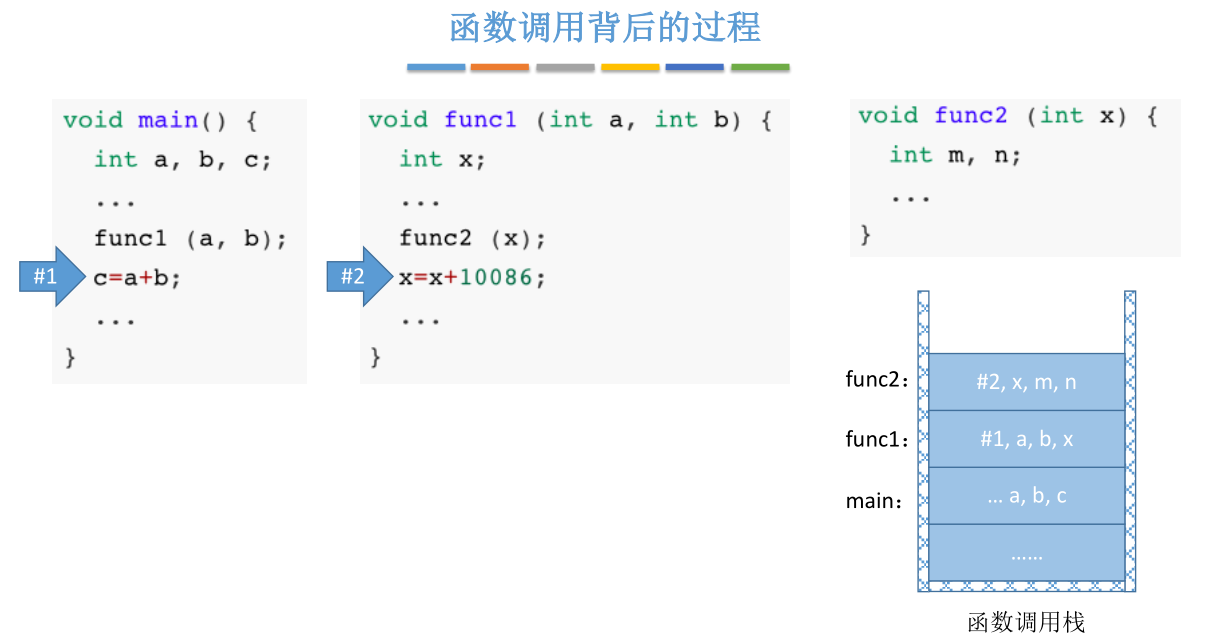 函数调用背后的过程
void main() {
int a, b, c;
...
func1 (a, b);
#1
c=a+b;
...
}
void func1 (int a, int b) {
int x;
...
func2 (x);
#2
x=x+10086;
...
}
void func2 (int x) {
int m, n;
...
}
func2：
#2, x, m, n
func1：
#1, a, b, x
main：
... a, b, c
……
函数调用栈